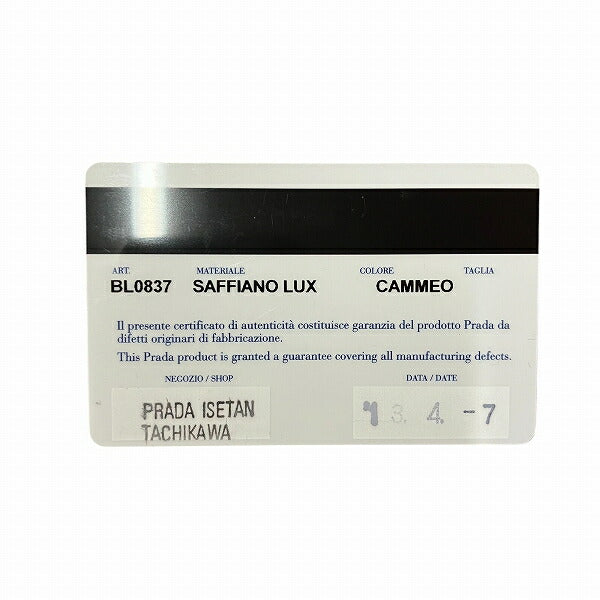 ART. MATERIALE COLORE TAGLIA
BL0837 SAFFIANO LUX CAMMEO
Il presente certificato di autenticità costituisce garanzia del prodotto Prada da
difetti originari di fabbricazione.
This Prada product is granted a guarantee covering all manufacturing defects.
NEGOZIO / SHOP DATA / DATE
PRADA ISETAN '13. 4. -7
TACHIKAWA